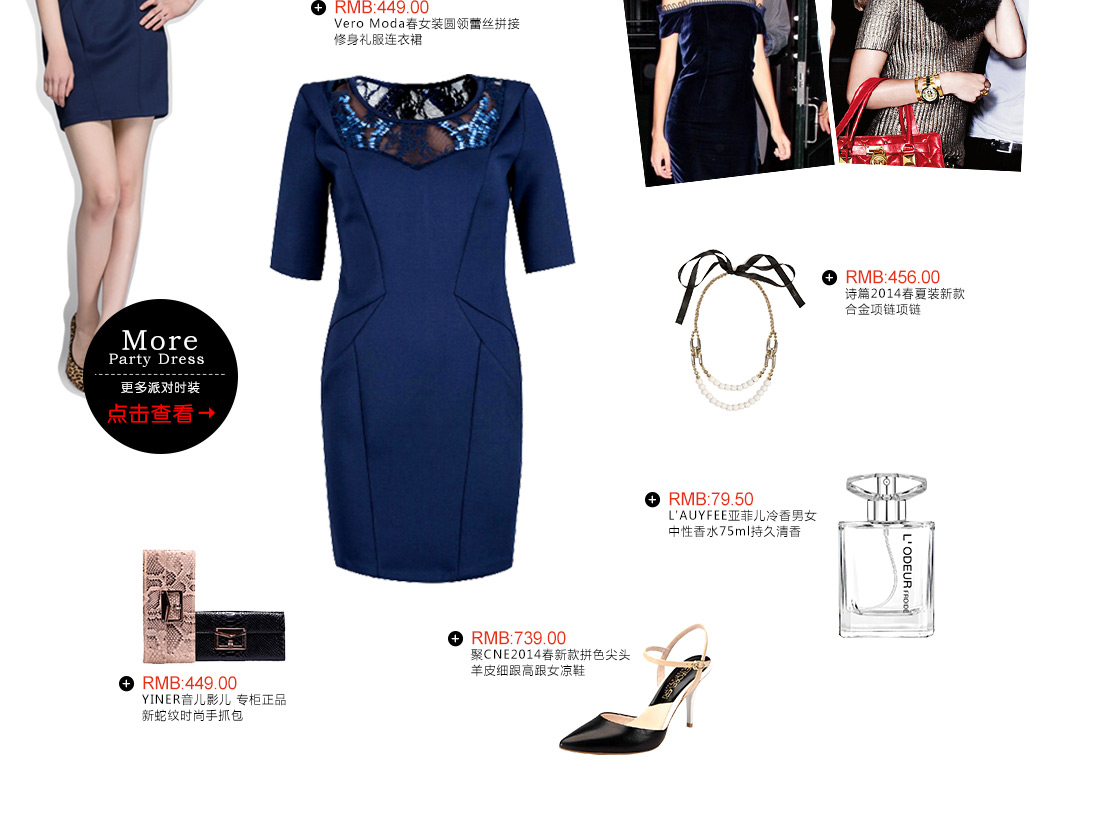 RMB:449.00
Vero Moda春女装圆领蕾丝拼接
修身礼服连衣裙
RMB:456.00
诗篇2014春夏装新款
合金项链项链
More
Party Dress
更多派对时装
点击查看→
RMB:79.50
L'AUYFEE亚菲儿冷香男女
中性香水75ml持久清香
L'ODEUR FROIDE
RMB:739.00
聚CNE2014春新款拼色尖头
羊皮细跟高跟女凉鞋
RMB:449.00
YINER音儿影儿 专柜正品
新蛇纹时尚手抓包